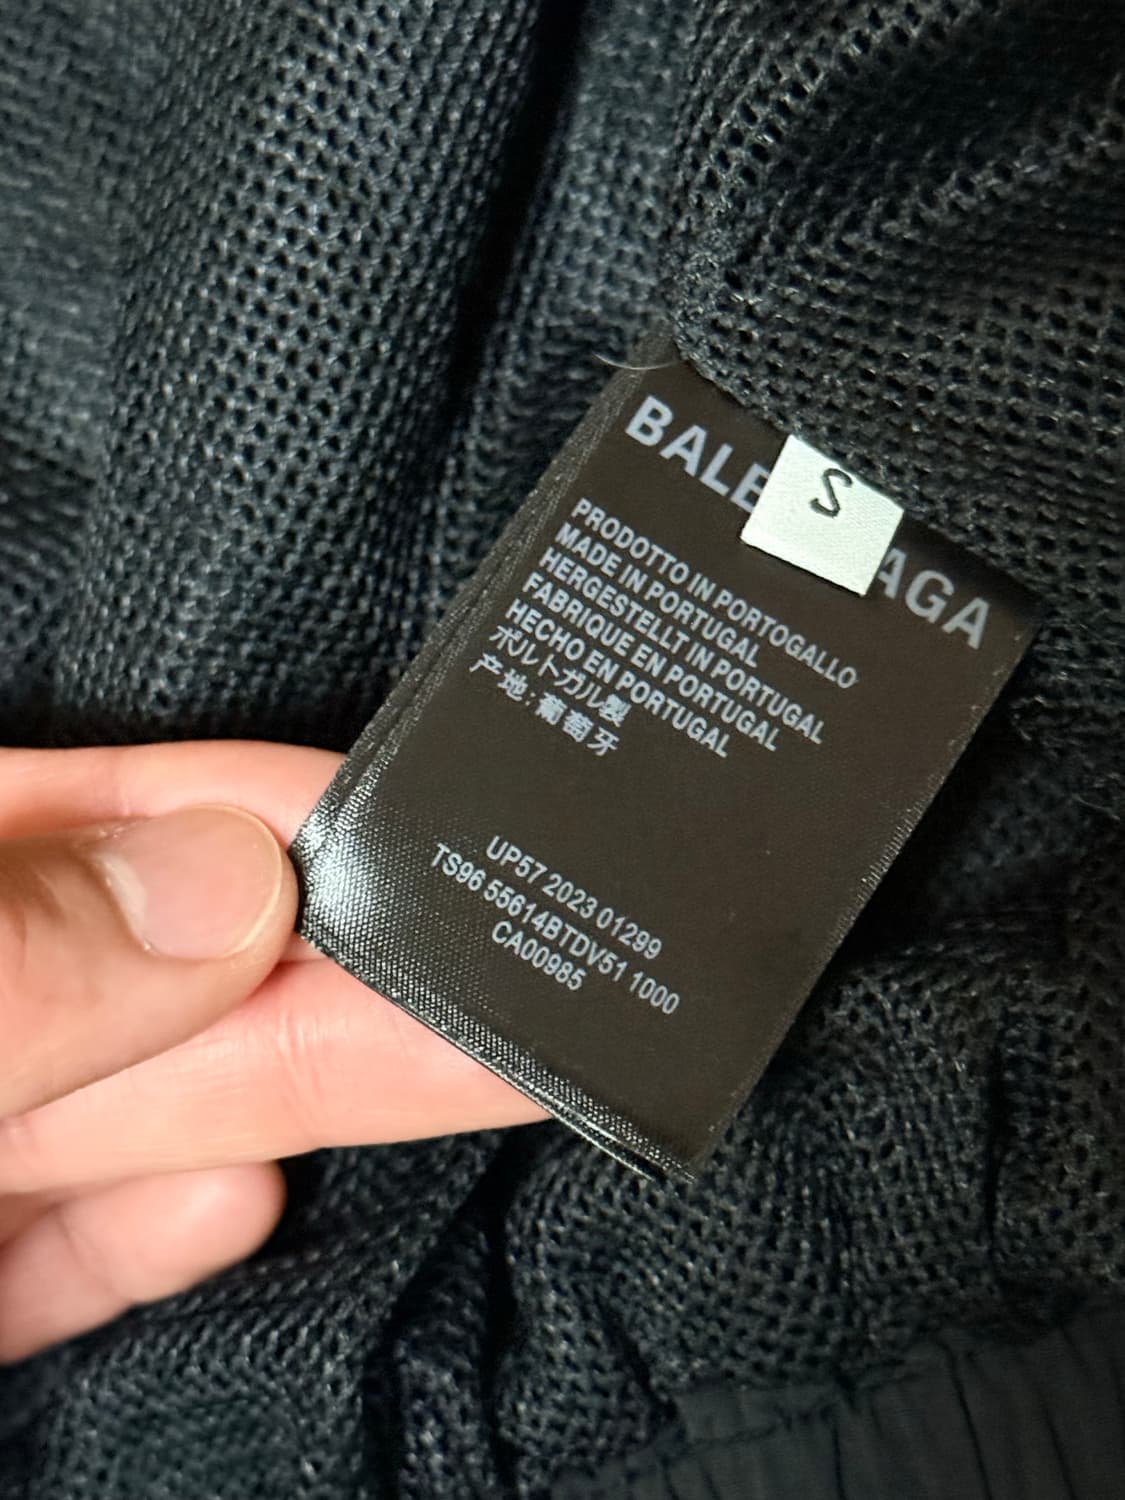 BALE AGA
S
PRODOTTO IN PORTOGALLO
MADE IN PORTUGAL
HERGESTELLT IN PORTUGAL
FABRIQUE EN PORTUGAL
HECHO EN PORTUGAL
ポルトガル製
产地:葡萄牙
UP57 2023 01299
TS96 55614BTDV51 1000
CA00985